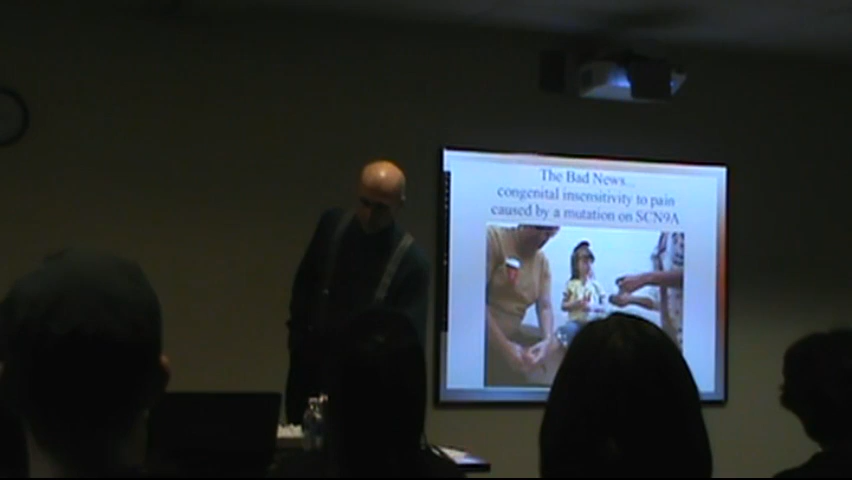 The Bad News...
congenital insensitivity to pain
caused by a mutation on SCN9A